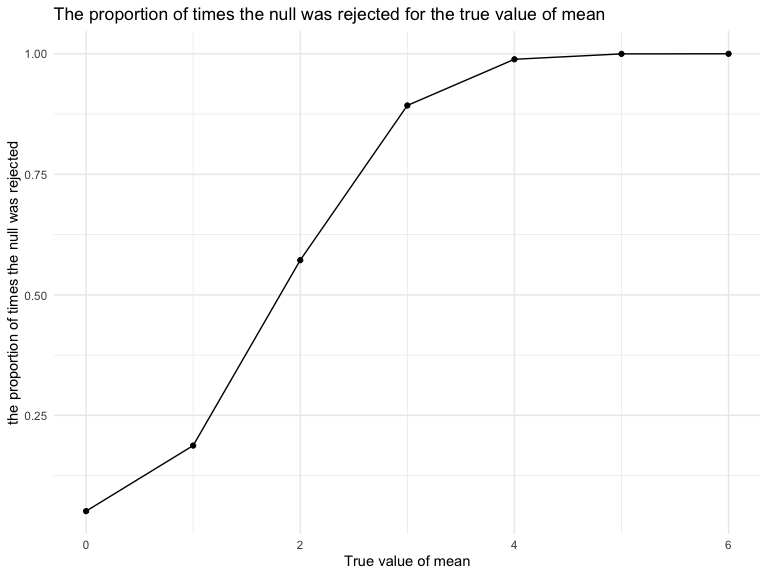 The proportion of times the null was rejected for the true value of mean
1.00
0.75
0.50
0.25
the proportion of times the null was rejected
0 2 4 6
True value of mean